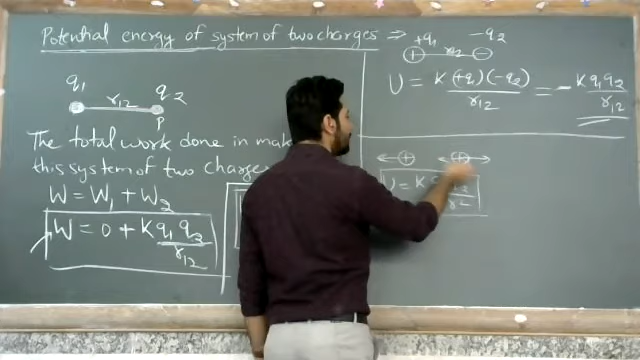 Potential energy of system of two charges ⇒
q1 q2
r12
P
The total work done in mak
this system of two Charge
W = W1 + W2
W = 0 + K q1 q2 / r12
+q1 -q2
r12
U = K (+q1)(-q2) / r12 = - K q1 q2 / r12
U = K